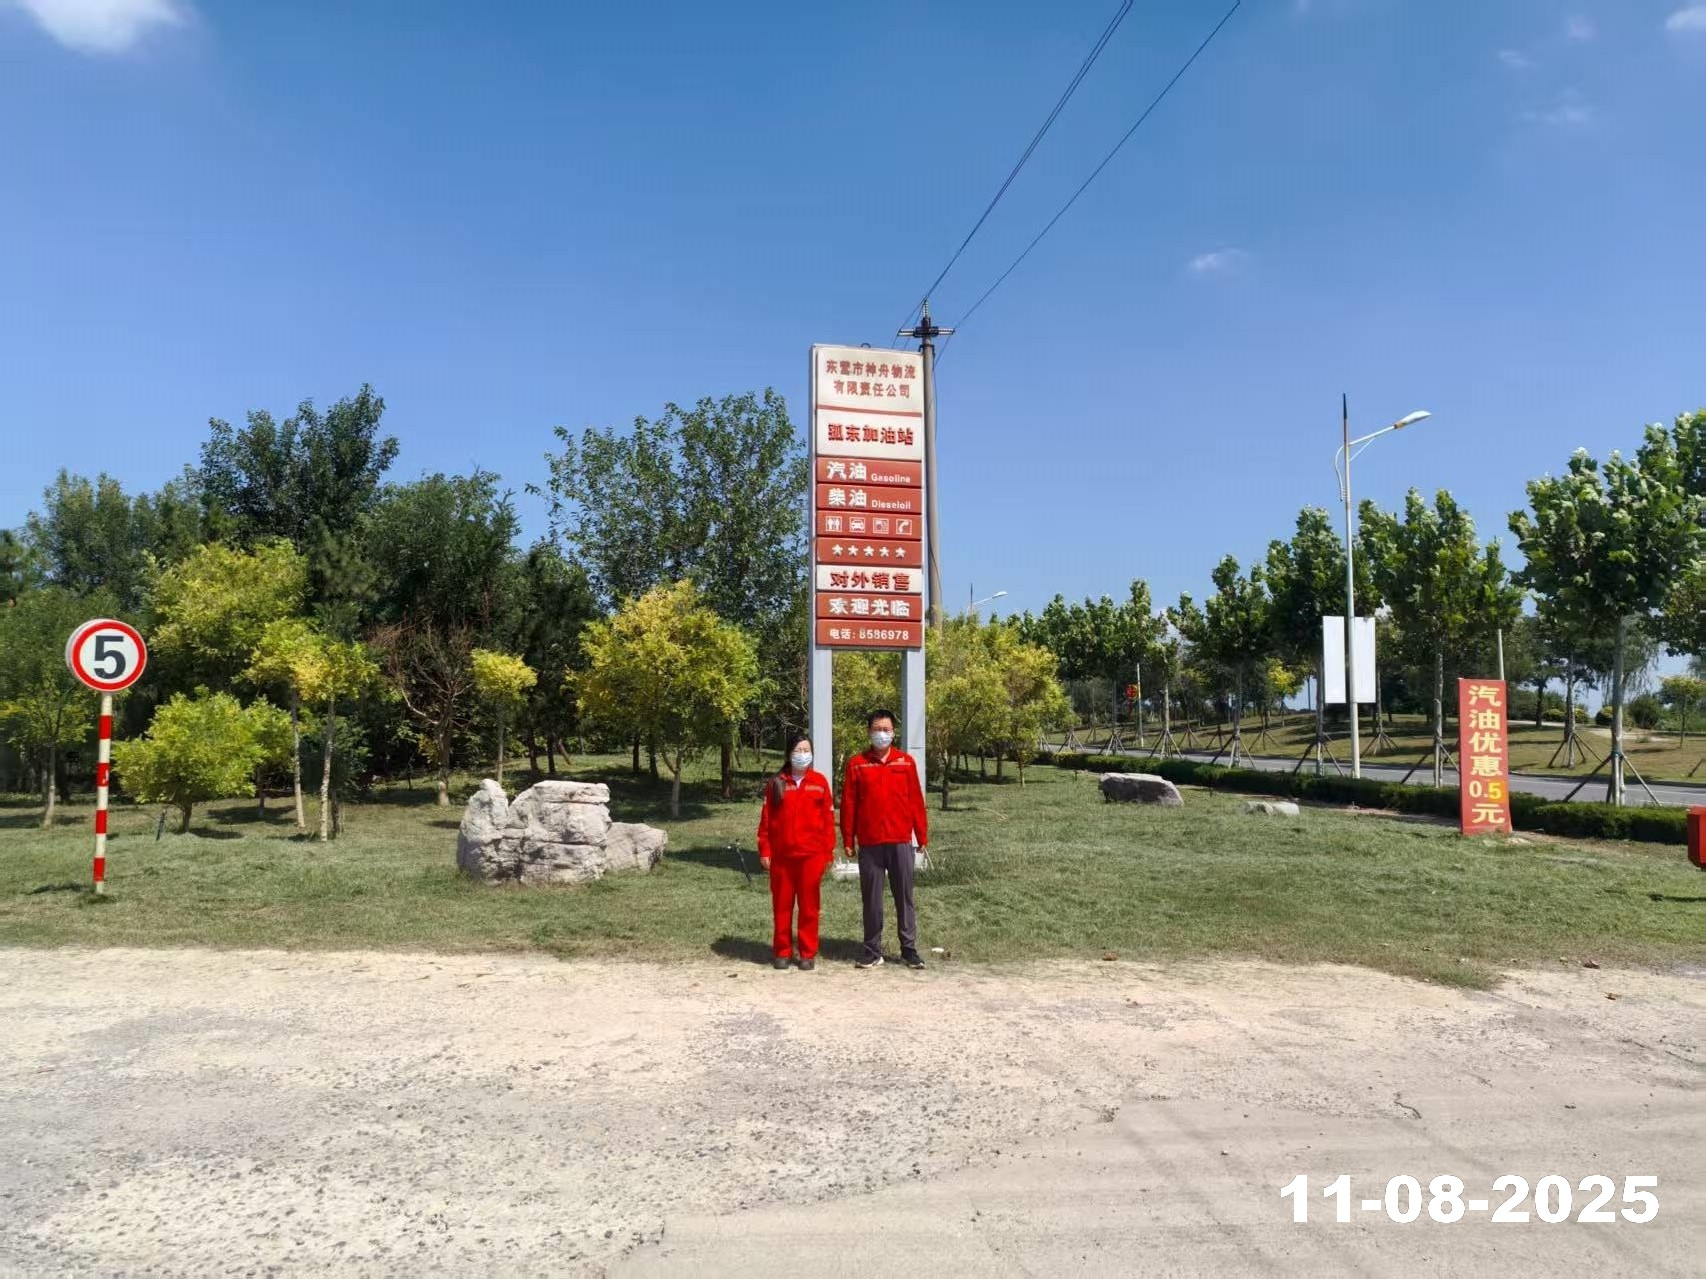 5
东营市神舟物流
有限责任公司
孤东加油站
汽油 Gasoline
柴油 Dieseloil
★★★★★
对外销售
欢迎光临
电话：8586978
汽油优惠0.5元
11-08-2025